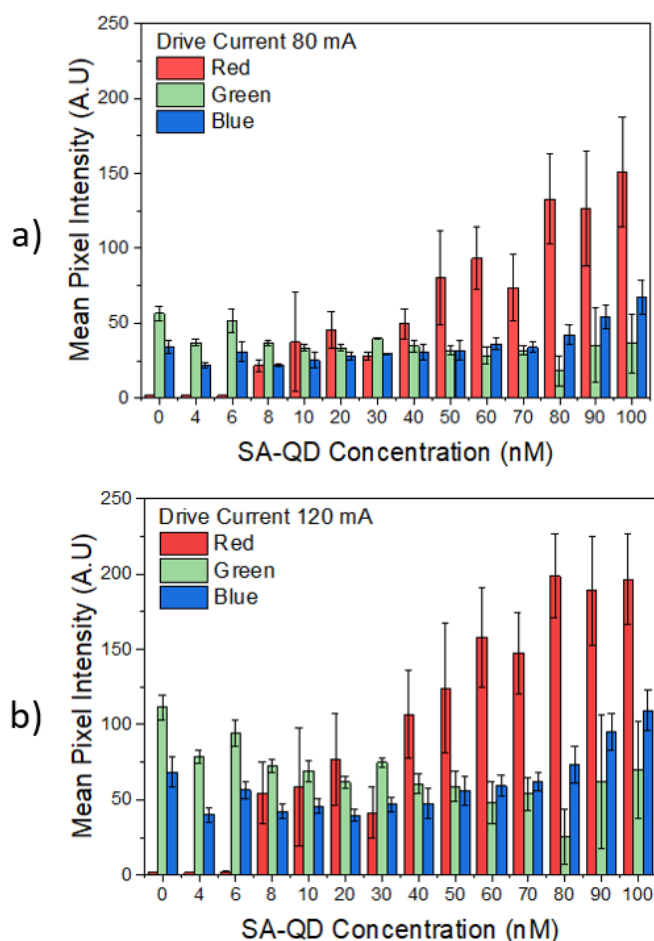 a)
Mean Pixel Intensity (A.U)
250
200
150
100
50
0
Drive Current 80 mA
Red
Green
Blue
0 4 6 8 10 20 30 40 50 60 70 80 90 100
SA-QD Concentration (nM)
b)
Mean Pixel Intensity (A.U)
250
200
150
100
50
0
Drive Current 120 mA
Red
Green
Blue
0 4 6 8 10 20 30 40 50 60 70 80 90 100
SA-QD Concentration (nM)